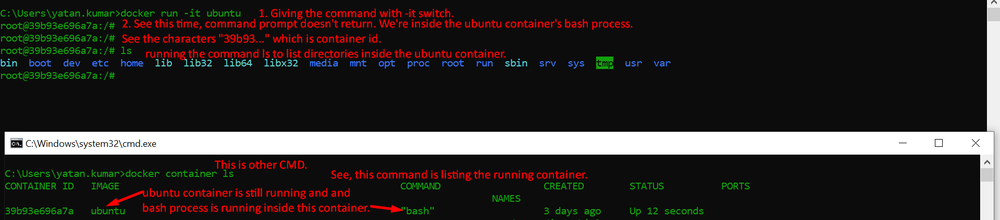 C:\Users\yatan.kumar>docker run -it ubuntu 1. Giving the command with -it switch.
root@39b93e696a7a:/# 2. See this time, command prompt doesn't return. We're inside the ubuntu container's bash process.
root@39b93e696a7a:/# See the characters "39b93..." which is container id.
root@39b93e696a7a:/# ls running the command ls to list directories inside the ubuntu container.
bin boot dev etc home lib lib32 lib64 libx32 media mnt opt proc root run sbin srv sys tmp usr var
root@39b93e696a7a:/#
C:\Windows\system32\cmd.exe
This is other CMD.
C:\Users\yatan.kumar>docker container ls See, this command is listing the running container.
CONTAINER ID IMAGE COMMAND CREATED STATUS PORTS
ubuntu container is still running and and
NAMES
bash process is running inside this container.
39b93e696a7a ubuntu "bash" 3 days ago Up 12 seconds